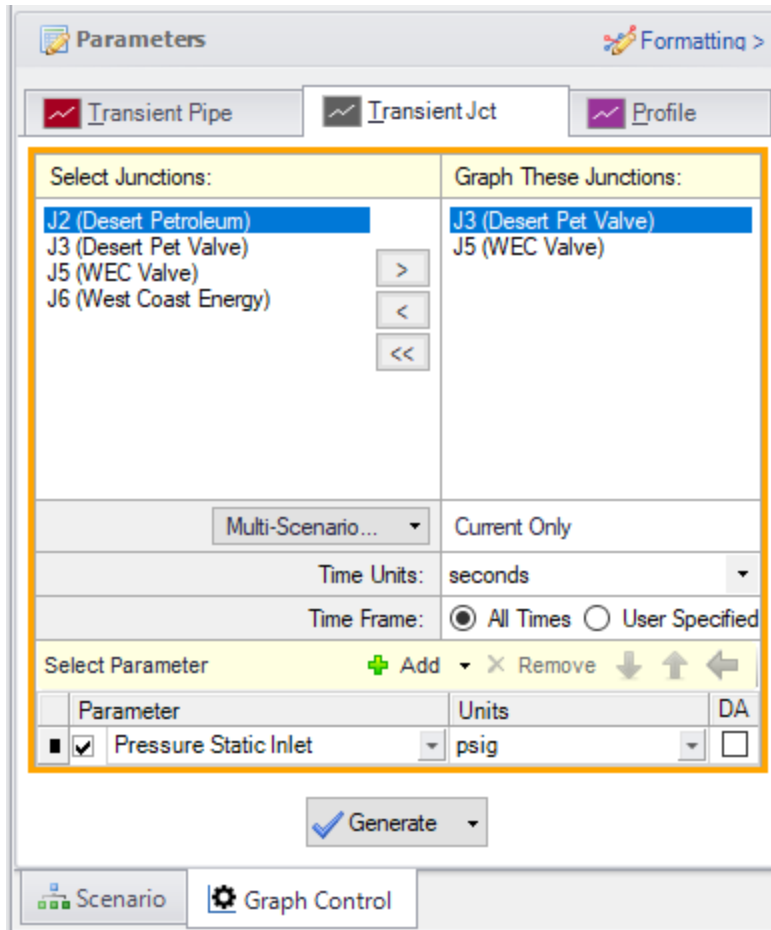 Parameters
Formatting >
Transient Pipe
Transient Jct
Profile
Select Junctions:
Graph These Junctions:
J2 (Desert Petroleum)
J3 (Desert Pet Valve)
J5 (WEC Valve)
J6 (West Coast Energy)
>
<
<<
J3 (Desert Pet Valve)
J5 (WEC Valve)
Multi-Scenario...
Current Only
Time Units:
seconds
Time Frame:
All Times
User Specified
Select Parameter
Add
Remove
Parameter
Units
DA
Pressure Static Inlet
psig
Generate
Scenario
Graph Control